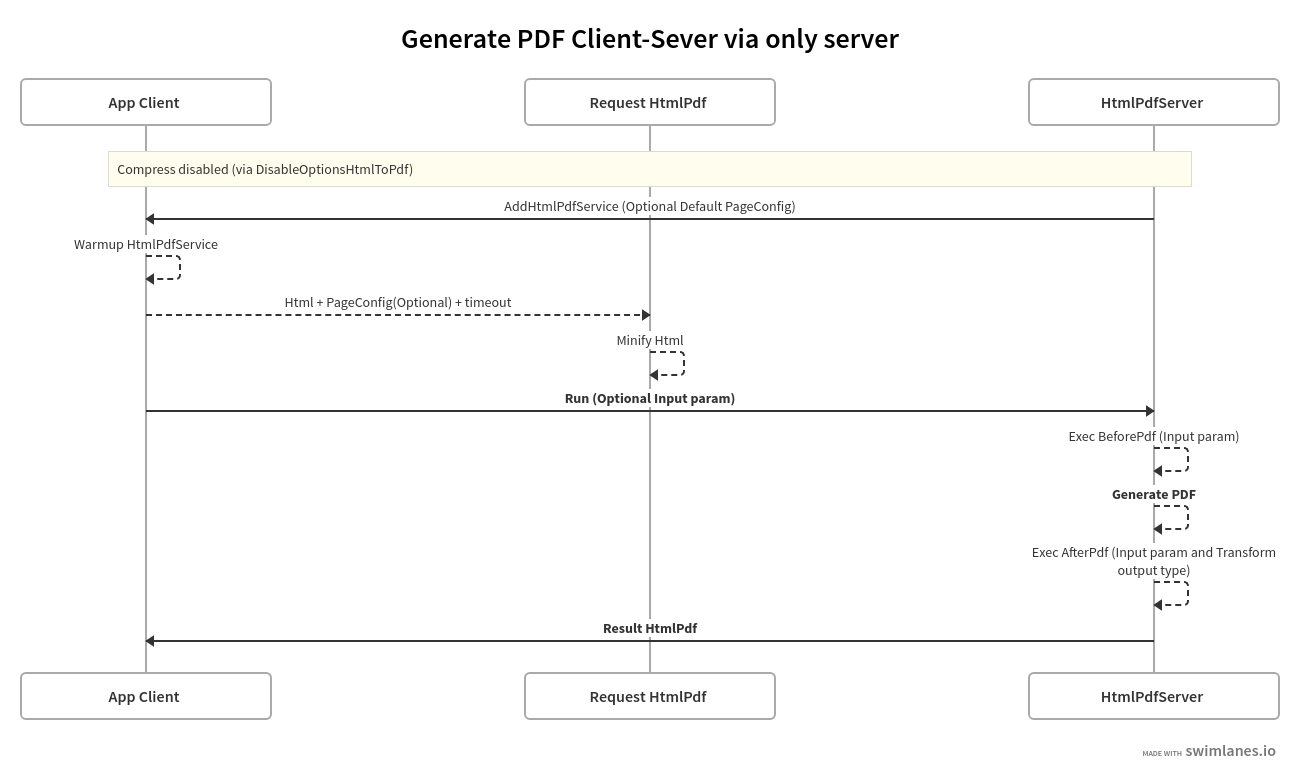 Generate PDF Client-Sever via only server
App Client
Request HtmlPdf
HtmlPdfServer
Compress disabled (via DisableOptionsHtmlToPdf)
AddHtmlPdfService (Optional Default PageConfig)
Warmup HtmlPdfService
Html + PageConfig(Optional) + timeout
Minify Html
Run (Optional Input param)
Exec BeforePdf (Input param)
Generate PDF
Exec AfterPdf (Input param and Transform
output type)
Result HtmlPdf
App Client
Request HtmlPdf
HtmlPdfServer
MADE WITH swimlanes.io